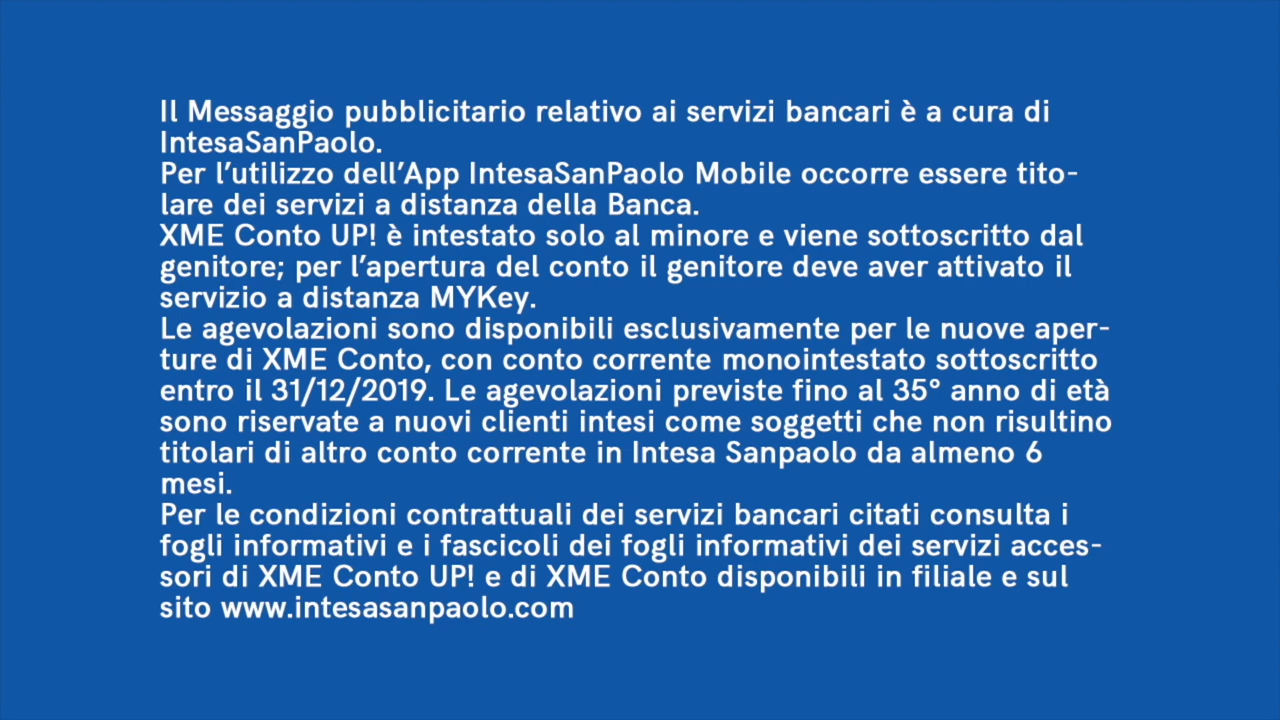 Il Messaggio pubblicitario relativo ai servizi bancari è a cura di
IntesaSanPaolo.
Per l’utilizzo dell’App IntesaSanPaolo Mobile occorre essere tito-
lare dei servizi a distanza della Banca.
XME Conto UP! è intestato solo al minore e viene sottoscritto dal
genitore; per l’apertura del conto il genitore deve aver attivato il
servizio a distanza MYKey.
Le agevolazioni sono disponibili esclusivamente per le nuove aper-
ture di XME Conto, con conto corrente monointestato sottoscritto
entro il 31/12/2019. Le agevolazioni previste fino al 35° anno di età
sono riservate a nuovi clienti intesi come soggetti che non risultino
titolari di altro conto corrente in Intesa Sanpaolo da almeno 6
mesi.
Per le condizioni contrattuali dei servizi bancari citati consulta i
fogli informativi e i fascicoli dei fogli informativi dei servizi acces-
sori di XME Conto UP! e di XME Conto disponibili in filiale e sul
sito www.intesasanpaolo.com